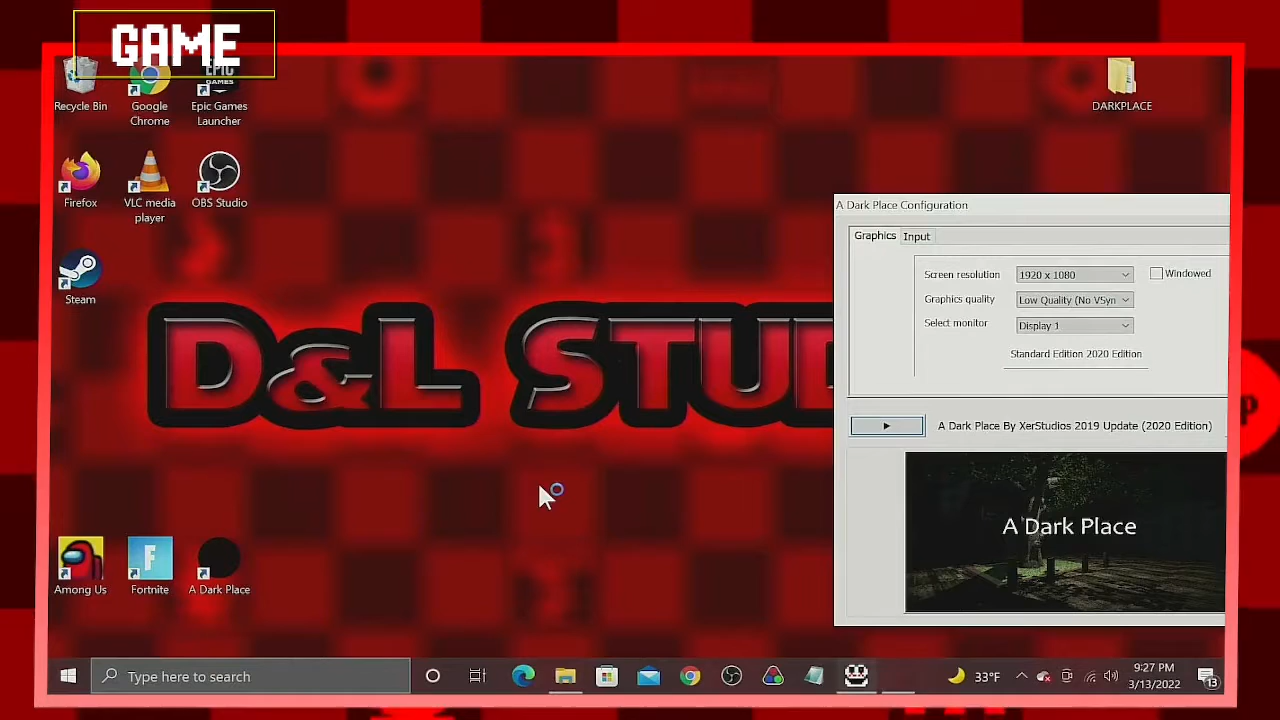 GAME
Recycle Bin
Google
Chrome
EPIC
GAMES
Epic Games
Launcher
DARKPLACE
Firefox
VLC media
player
OBS Studio
Steam
D&L STUD
A Dark Place Configuration
Graphics
Input
Screen resolution
1920 x 1080
Windowed
Graphics quality
Low Quality (No VSyn
Select monitor
Display 1
Standard Edition 2020 Edition
A Dark Place By XerStudios 2019 Update (2020 Edition)
A Dark Place
F
Among Us
Fortnite
A Dark Place
Type here to search
33°F
9:27 PM
3/13/2022
13